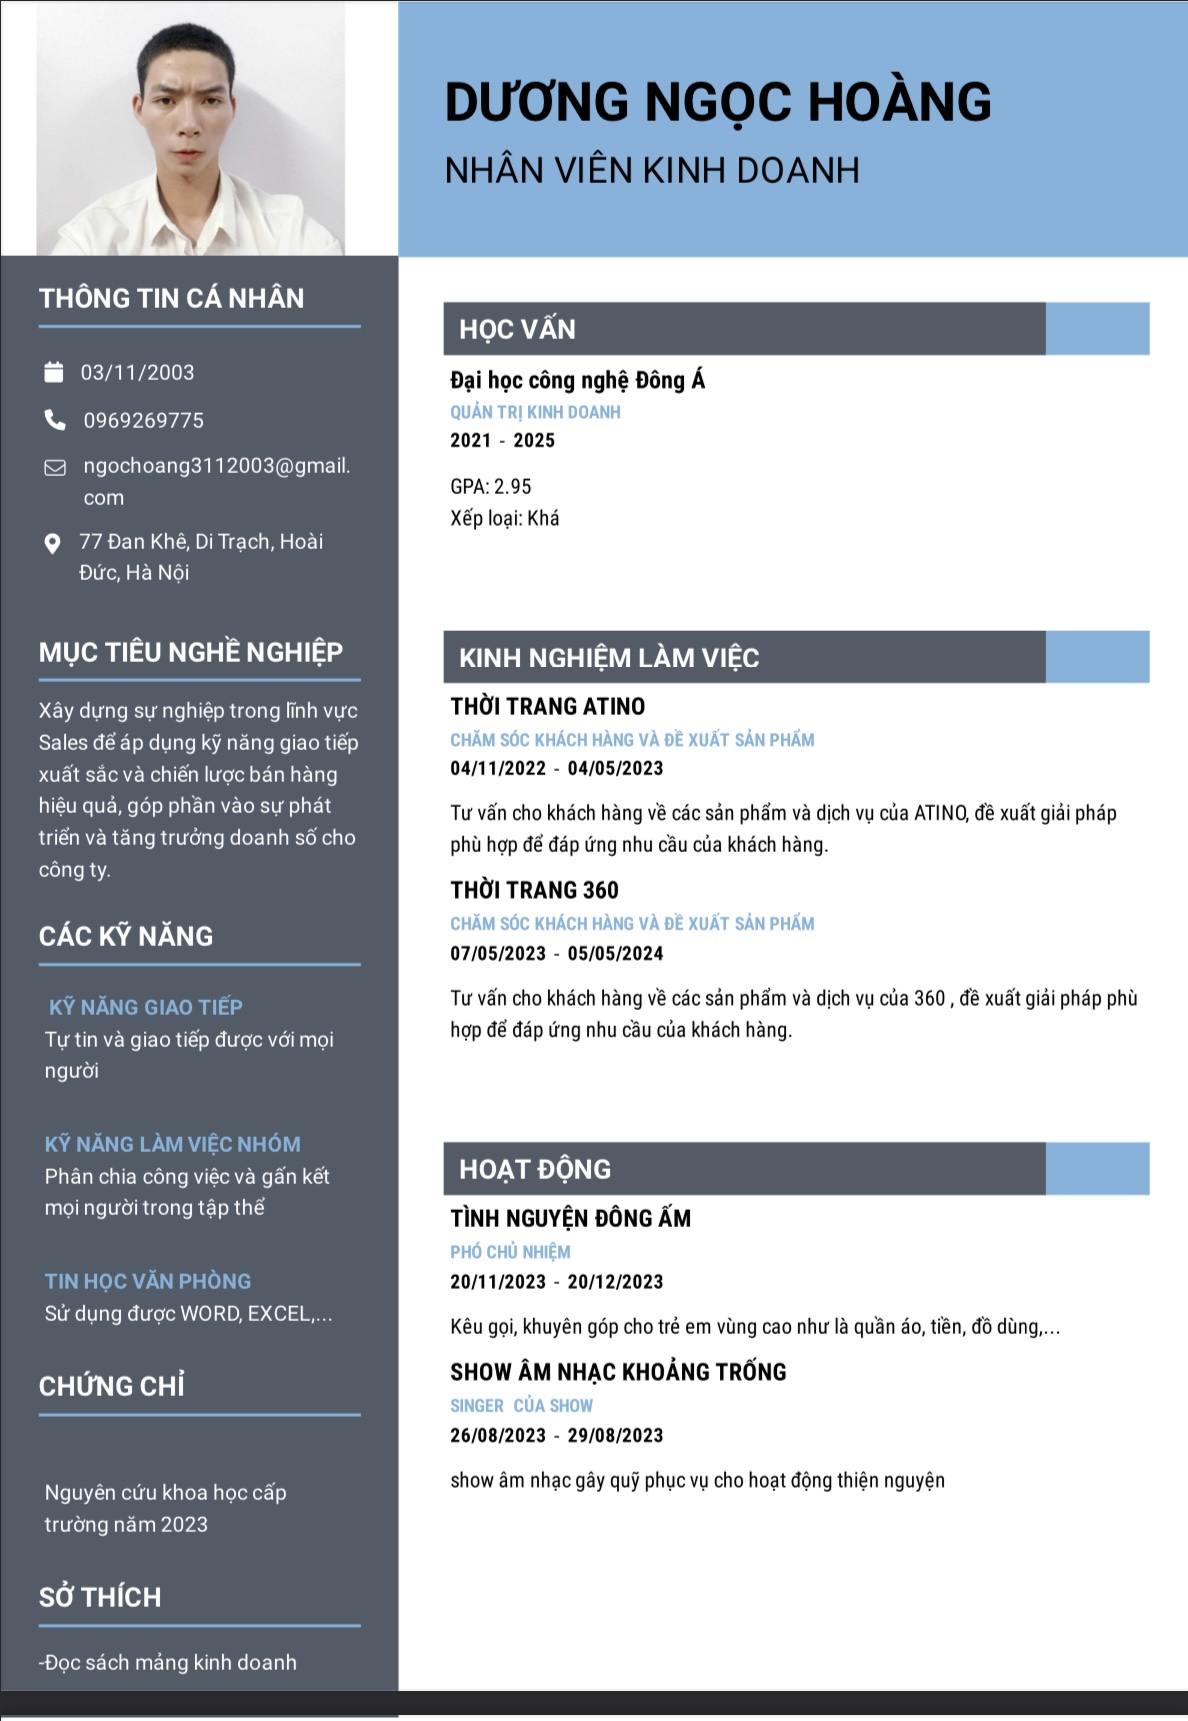 DƯƠNG NGỌC HOÀNG
NHÂN VIÊN KINH DOANH
THÔNG TIN CÁ NHÂN
03/11/2003
0969269775
ngochoang3112003@gmail.
com
77 Đan Khê, Di Trạch, Hoài
Đức, Hà Nội
MỤC TIÊU NGHỀ NGHIỆP
Xây dựng sự nghiệp trong lĩnh vực
Sales để áp dụng kỹ năng giao tiếp
xuất sắc và chiến lược bán hàng
hiệu quả, góp phần vào sự phát
triển và tăng trưởng doanh số cho
công ty.
CÁC KỸ NĂNG
KỸ NĂNG GIAO TIẾP
Tự tin và giao tiếp được với mọi
người
KỸ NĂNG LÀM VIỆC NHÓM
Phân chia công việc và gấn kết
mọi người trong tập thể
TIN HỌC VĂN PHÒNG
Sử dụng được WORD, EXCEL,...
CHỨNG CHỈ
Nguyên cứu khoa học cấp
trường năm 2023
SỞ THÍCH
-Đọc sách mảng kinh doanh
HỌC VẤN
Đại học công nghệ Đông Á
QUẢN TRỊ KINH DOANH
2021 - 2025
GPA: 2.95
Xếp loại: Khá
KINH NGHIỆM LÀM VIỆC
THỜI TRANG ATINO
CHĂM SÓC KHÁCH HÀNG VÀ ĐỀ XUẤT SẢN PHẨM
04/11/2022 - 04/05/2023
Tư vấn cho khách hàng về các sản phẩm và dịch vụ của ATINO, đề xuất giải pháp
phù hợp để đáp ứng nhu cầu của khách hàng.
THỜI TRANG 360
CHĂM SÓC KHÁCH HÀNG VÀ ĐỀ XUẤT SẢN PHẨM
07/05/2023 - 05/05/2024
Tư vấn cho khách hàng về các sản phẩm và dịch vụ của 360 , đề xuất giải pháp phù
hợp để đáp ứng nhu cầu của khách hàng.
HOẠT ĐỘNG
TÌNH NGUYỆN ĐÔNG ẤM
PHÓ CHỦ NHIỆM
20/11/2023 - 20/12/2023
Kêu gọi, khuyên góp cho trẻ em vùng cao như là quần áo, tiền, đồ dùng,...
SHOW ÂM NHẠC KHOẢNG TRỐNG
SINGER CỦA SHOW
26/08/2023 - 29/08/2023
show âm nhạc gây quỹ phục vụ cho hoạt động thiện nguyện